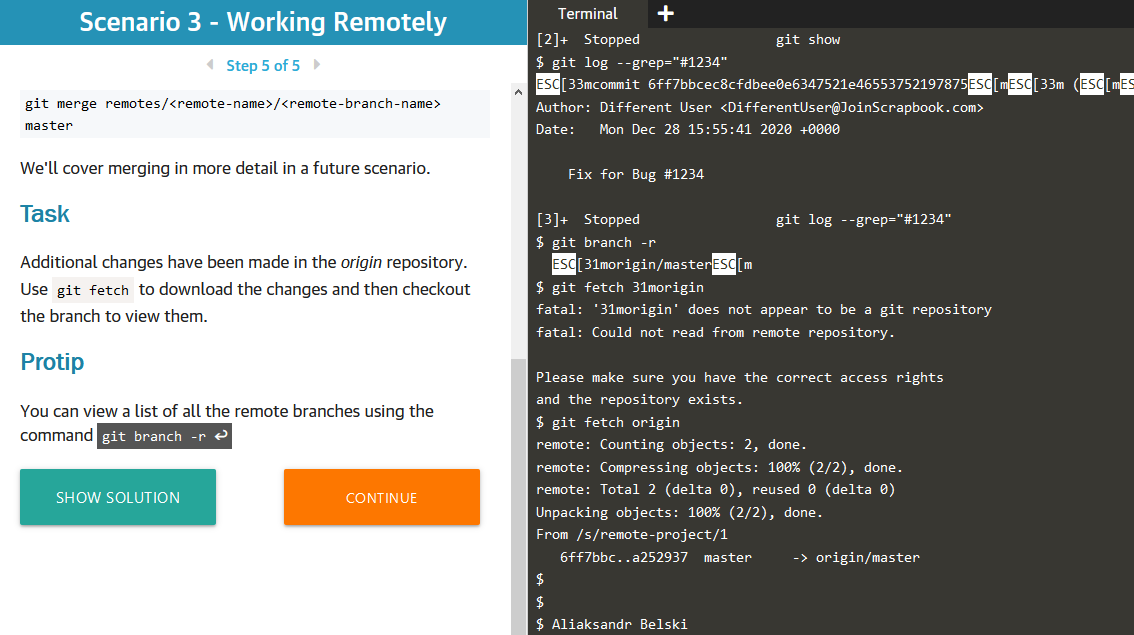 Scenario 3 - Working Remotely
Step 5 of 5
git merge remotes/<remote-name>/<remote-branch-name>
master
We'll cover merging in more detail in a future scenario.
Task
Additional changes have been made in the origin repository.
Use git fetch to download the changes and then checkout
the branch to view them.
Protip
You can view a list of all the remote branches using the
command git branch -r ↩
SHOW SOLUTION
CONTINUE
Terminal +
[2]+  Stopped                 git show
$ git log --grep="#1234"
ESC[33mcommit 6ff7bbcec8cfdbee0e6347521e46553752197875ESC[mESC[33m (ESC[mES
Author: Different User <DifferentUser@JoinScrapbook.com>
Date:   Mon Dec 28 15:55:41 2020 +0000
    Fix for Bug #1234
[3]+  Stopped                 git log --grep="#1234"
$ git branch -r
  ESC[31morigin/masterESC[m
$ git fetch 31morigin
fatal: '31morigin' does not appear to be a git repository
fatal: Could not read from remote repository.
Please make sure you have the correct access rights
and the repository exists.
$ git fetch origin
remote: Counting objects: 2, done.
remote: Compressing objects: 100% (2/2), done.
remote: Total 2 (delta 0), reused 0 (delta 0)
Unpacking objects: 100% (2/2), done.
From /s/remote-project/1
   6ff7bbc..a252937  master     -> origin/master
$
$
$ Aliaksandr Belski